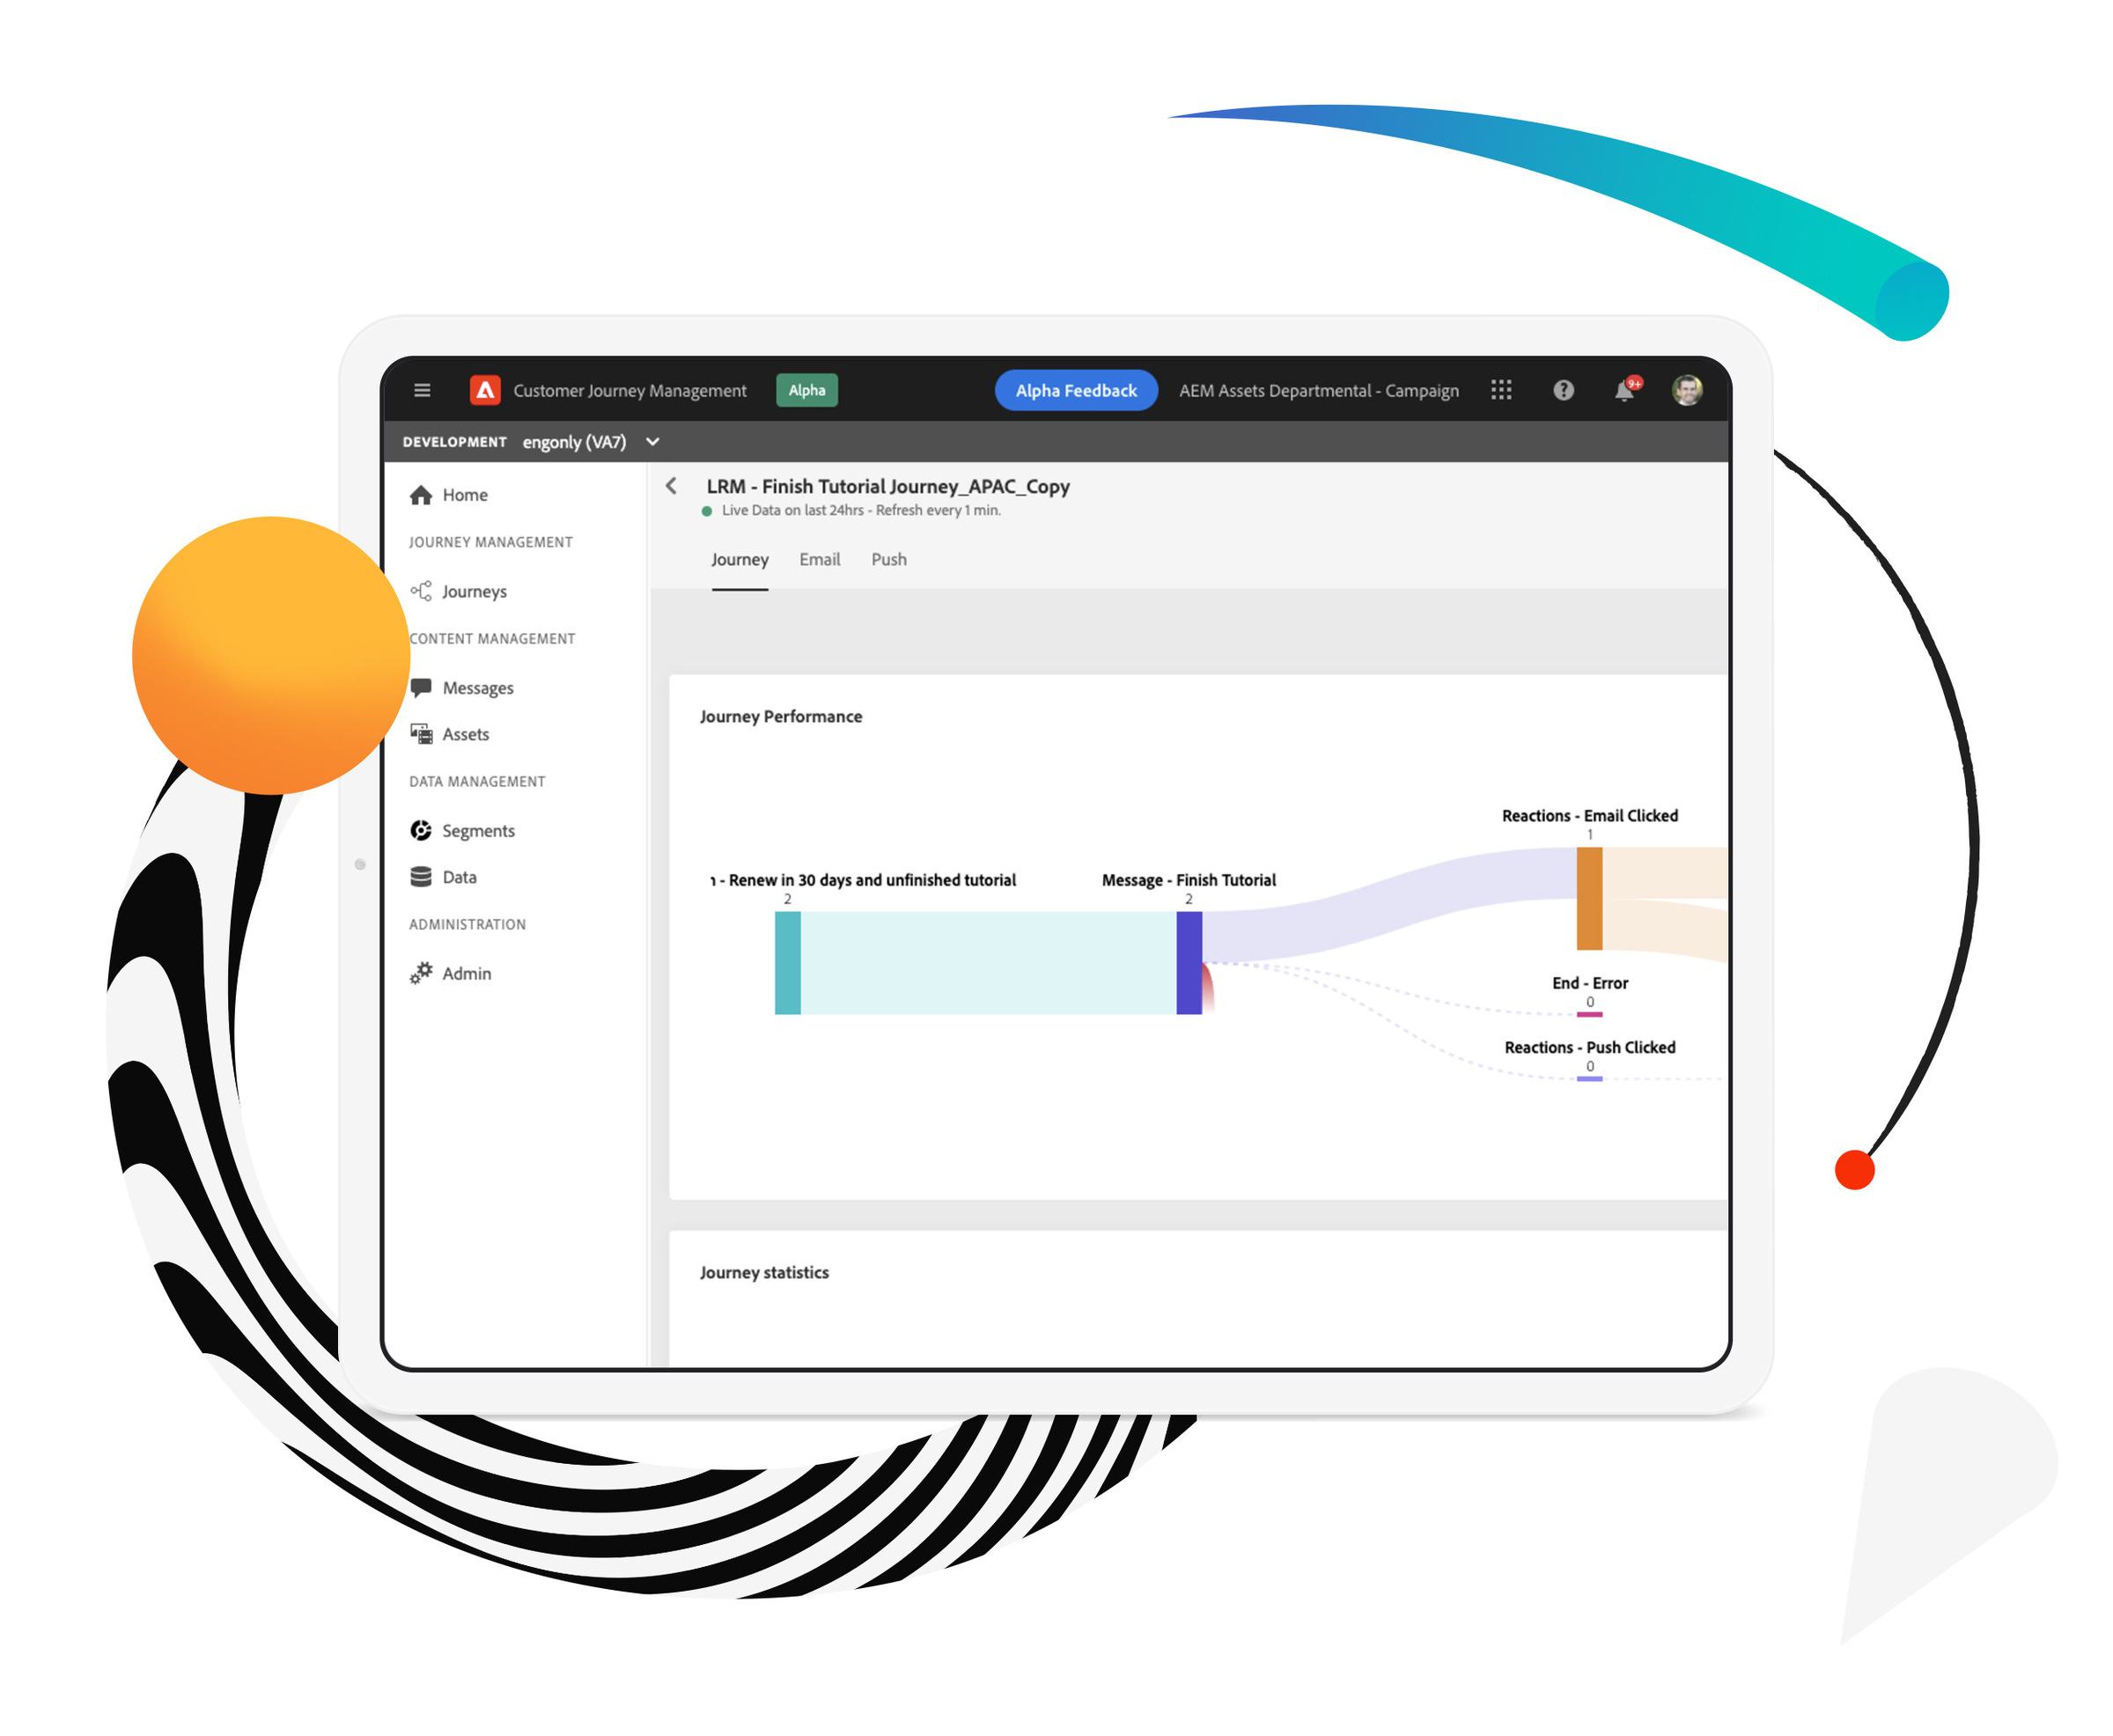 Customer Journey Management Alpha Alpha Feedback AEM Assets Departmental - Campaign 9+
DEVELOPMENT engonly (VA7)
Home
JOURNEY MANAGEMENT
Journeys
CONTENT MANAGEMENT
Messages
Assets
DATA MANAGEMENT
Segments
Data
ADMINISTRATION
Admin
LRM - Finish Tutorial Journey_APAC_Copy
Live Data on last 24hrs - Refresh every 1 min.
Journey Email Push
Journey Performance
- Renew in 30 days and unfinished tutorial
2
Message - Finish Tutorial
2
Reactions - Email Clicked
1
End - Error
0
Reactions - Push Clicked
0
Journey statistics